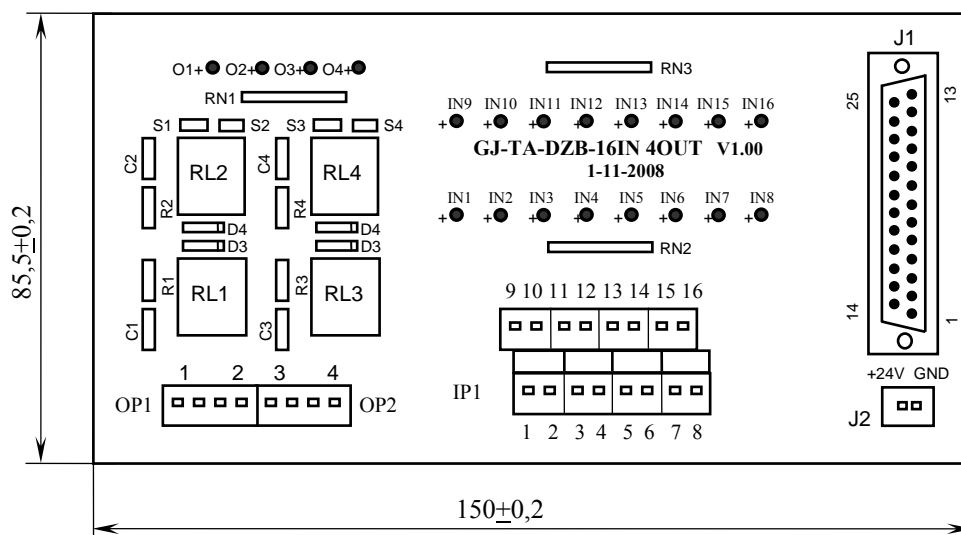 J1
O1+ O2+ O3+ O4+
RN3
RN1
25
13
IN9 IN10 IN11 IN12 IN13 IN14 IN15 IN16
+ + + + + + + +
S1 S2 S3 S4
GJ-TA-DZB-16IN 4OUT V1.00
1-11-2008
C2 RL2 C4 RL4
R2 R4
IN1 IN2 IN3 IN4 IN5 IN6 IN7 IN8
+ + + + + + + +
D4 D4
D3 D3
RN2
R1 RL1 R3 RL3
9 10 11 12 13 14 15 16
C1 C3
14
1
+24V GND
1 2 3 4
OP1 OP2
IP1
J2
1 2 3 4 5 6 7 8
85,5±0,2
150±0,2